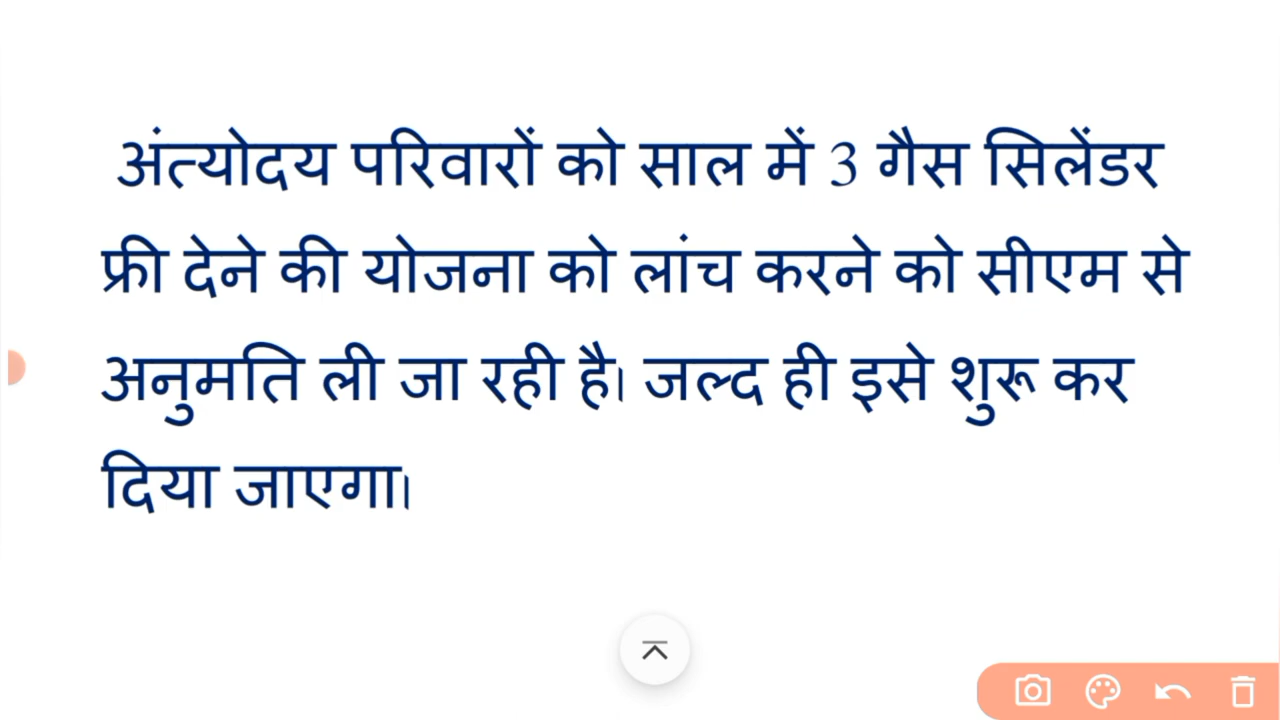 अंत्योदय परिवारों को साल में 3 गैस सिलेंडर
फ्री देने की योजना को लांच करने को सीएम से
अनुमति ली जा रही है। जल्द ही इसे शुरू कर
दिया जाएगा।